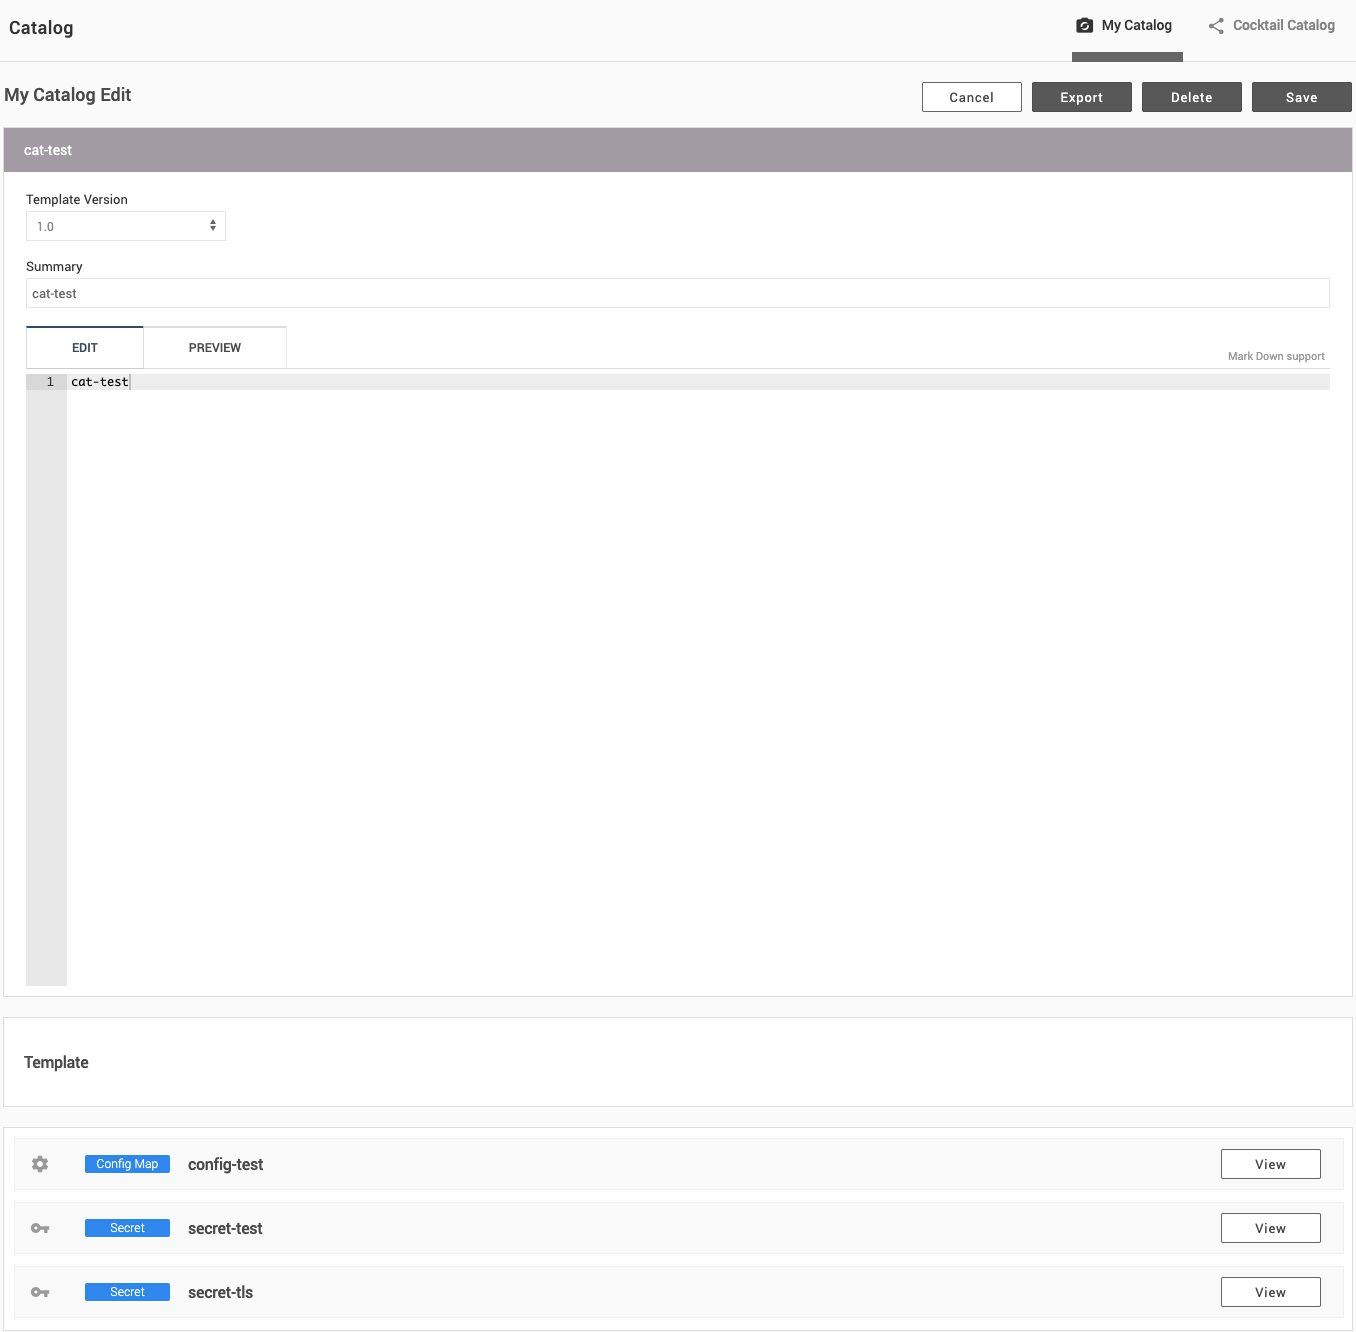 Catalog
My Catalog
Cocktail Catalog
My Catalog Edit
Cancel
Export
Delete
Save
cat-test
Template Version
1.0
Summary
cat-test
EDIT
PREVIEW
Mark Down support
1 cat-test
Template
Config Map config-test View
Secret secret-test View
Secret secret-tls View